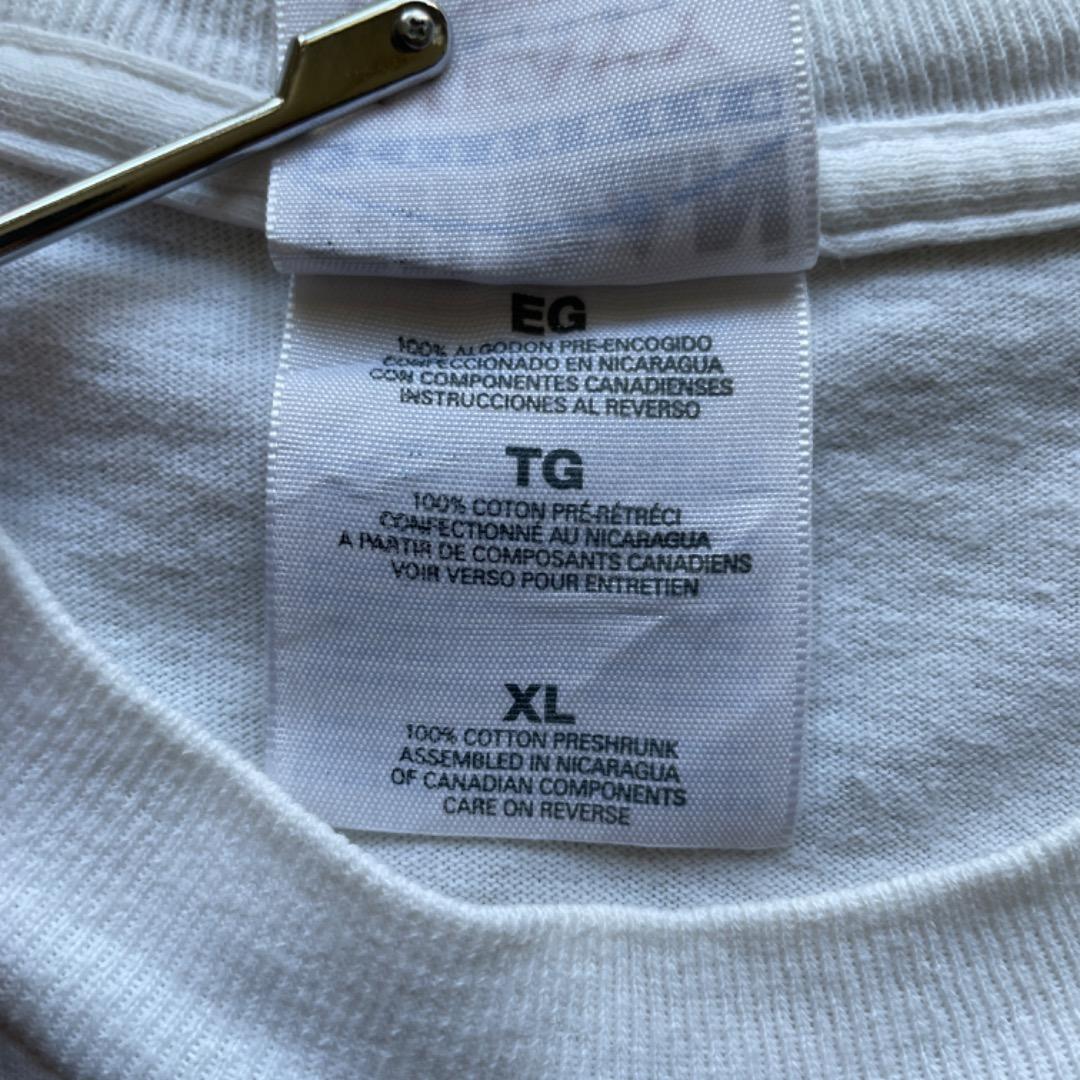 EG
100% ALGODON PRE-ENCOGIDO
CONFECCIONADO EN NICARAGUA
CON COMPONENTES CANADIENSES
INSTRUCCIONES AL REVERSO
TG
100% COTON PRÉ-RÉTRÉCI
CONFECTIONNÉ AU NICARAGUA
À PARTIR DE COMPOSANTS CANADIENS
VOIR VERSO POUR ENTRETIEN
XL
100% COTTON PRESHRUNK
ASSEMBLED IN NICARAGUA
OF CANADIAN COMPONENTS
CARE ON REVERSE